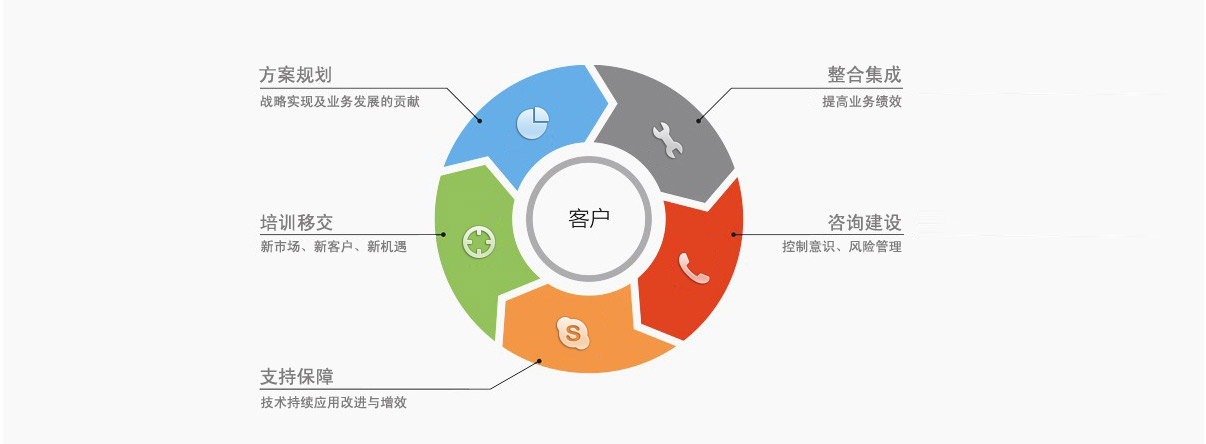 方案规划
战略实现及业务发展的贡献
整合集成
提高业务绩效
培训移交
新市场、新客户、新机遇
客户
咨询建设
控制意识、风险管理
S
支持保障
技术持续应用改进与增效